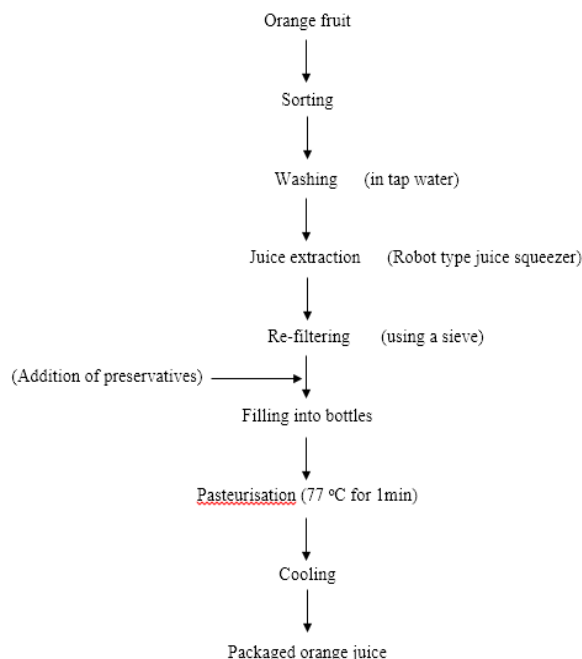 Orange fruit
Sorting
Washing (in tap water)
Juice extraction (Robot type juice squeezer)
Re-filtering (using a sieve)
(Addition of preservatives)
Filling into bottles
Pasteurisation (77 ⁰C for 1min)
Cooling
Packaged orange juice